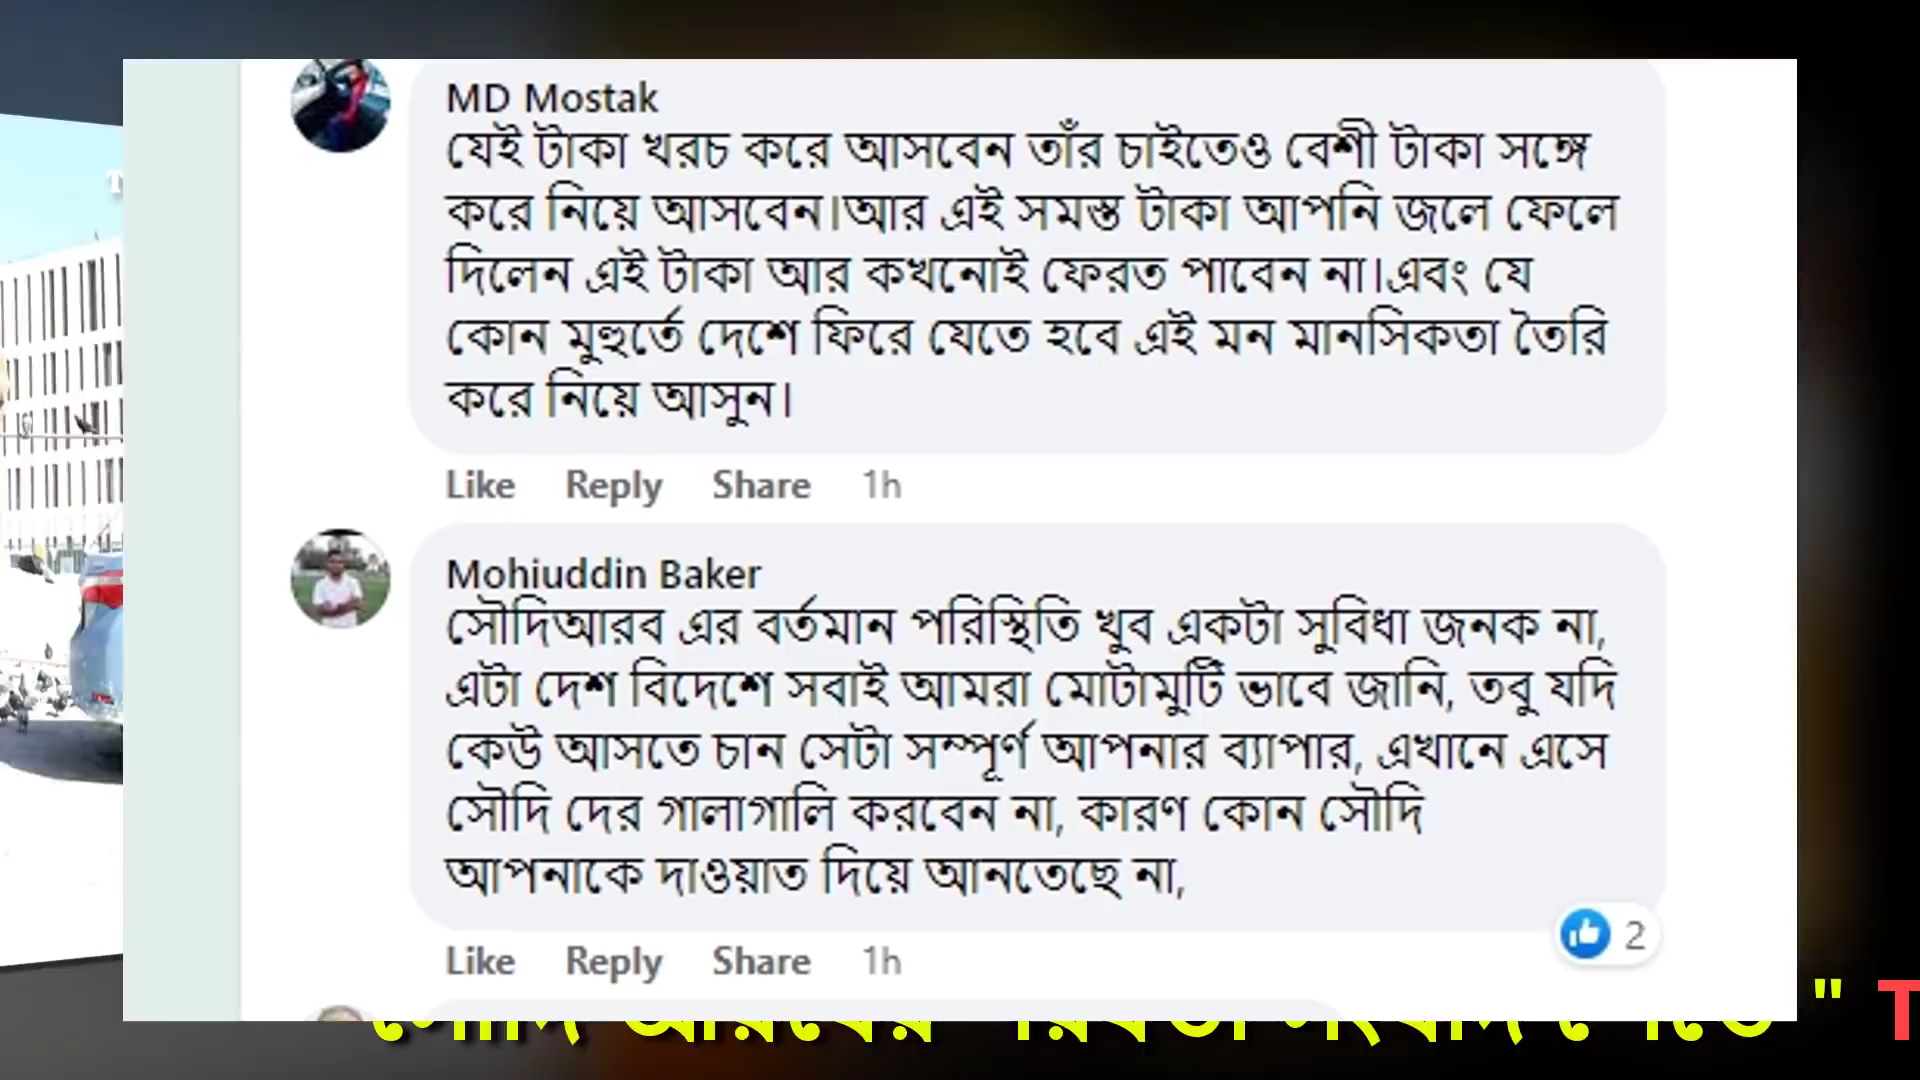 MD Mostak
যেই টাকা খরচ করে আসবেন তাঁর চাইতেও বেশী টাকা সঙ্গে
করে নিয়ে আসবেন।আর এই সমস্ত টাকা আপনি জলে ফেলে
দিলেন এই টাকা আর কখনোই ফেরত পাবেন না।এবং যে
কোন মুহুর্তে দেশে ফিরে যেতে হবে এই মন মানসিকতা তৈরি
করে নিয়ে আসুন।
Like Reply Share 1h
Mohiuddin Baker
সৌদিআরব এর বর্তমান পরিস্থিতি খুব একটা সুবিধা জনক না,
এটা দেশ বিদেশে সবাই আমরা মোটামুটি ভাবে জানি, তবু যদি
কেউ আসতে চান সেটা সম্পূর্ণ আপনার ব্যাপার, এখানে এসে
সৌদি দের গালাগালি করবেন না, কারণ কোন সৌদি
আপনাকে দাওয়াত দিয়ে আনতেছে না,
2
Like Reply Share 1h
" T